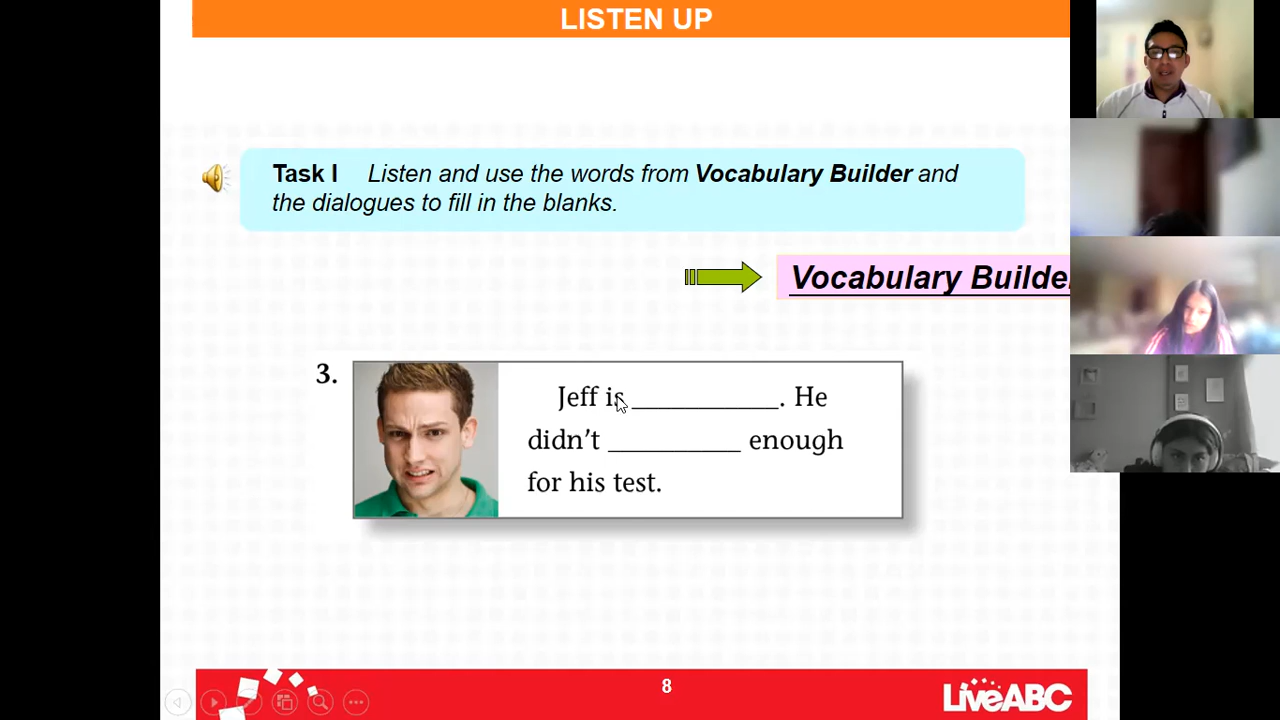 LISTEN UP
Task I Listen and use the words from Vocabulary Builder and
the dialogues to fill in the blanks.
Vocabulary Builde
3.
Jeff is ___________. He
didn't __________ enough
for his test.
8
LiveABC